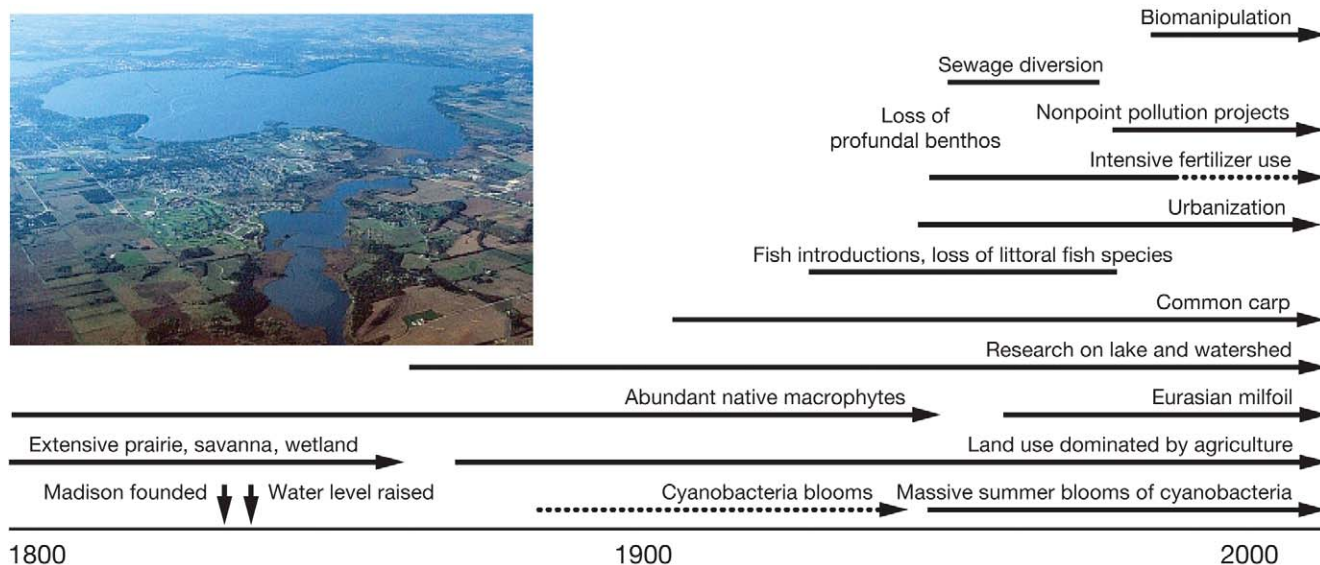 Biomanipulation
Sewage diversion
Loss of
profundal benthos
Nonpoint pollution projects
Intensive fertilizer use
Urbanization
Fish introductions, loss of littoral fish species
Common carp
Research on lake and watershed
Abundant native macrophytes
Eurasian milfoil
Extensive prairie, savanna, wetland
Land use dominated by agriculture
Madison founded
Water level raised
Cyanobacteria blooms
Massive summer blooms of cyanobacteria
1800
1900
2000